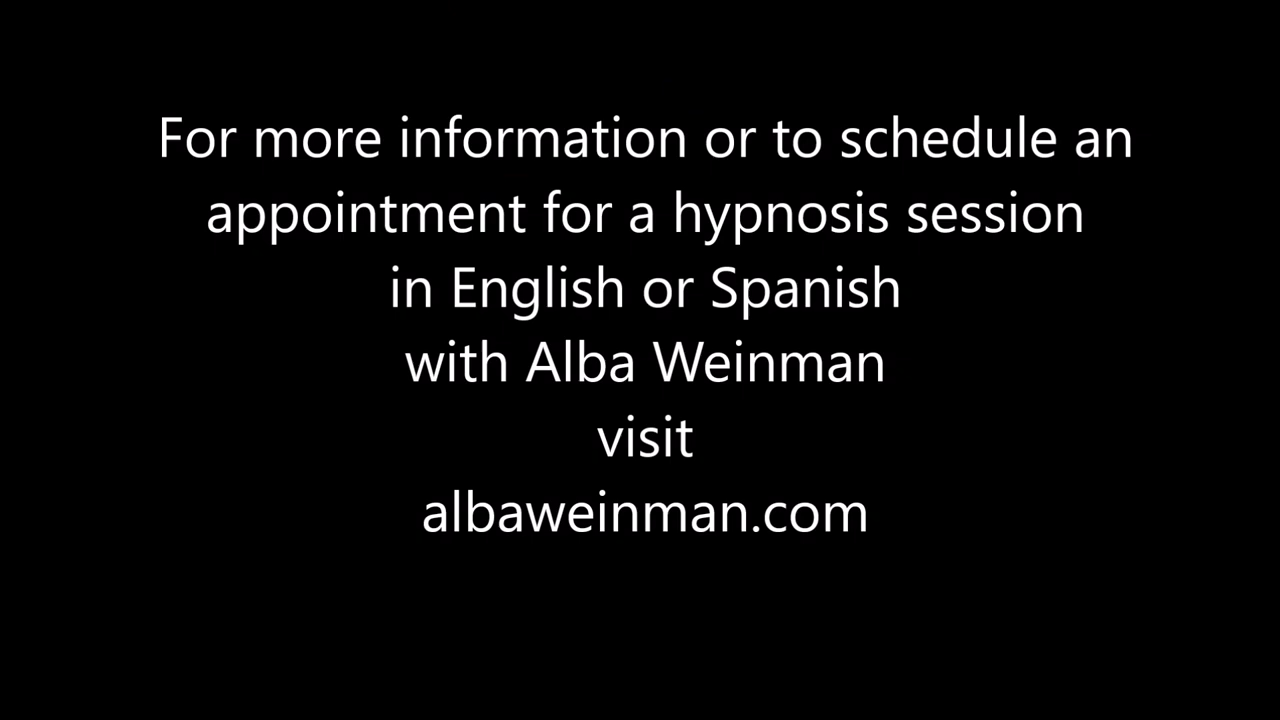 For more information or to schedule an
appointment for a hypnosis session
in English or Spanish
with Alba Weinman
visit
albaweinman.com